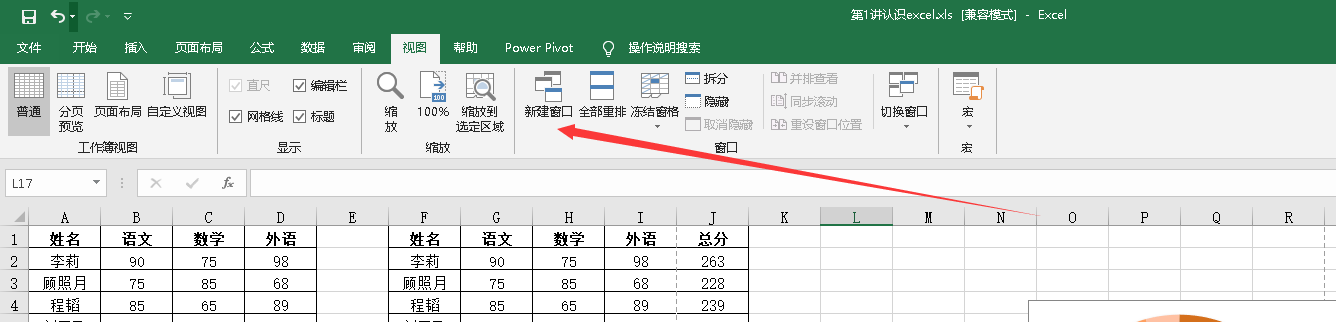 第1讲认识excel.xls [兼容模式] - Excel
文件 开始 插入 页面布局 公式 数据 审阅 视图 帮助 Power Pivot 操作说明搜索
普通 分页预览 页面布局 自定义视图
工作簿视图
直尺 编辑栏
网格线 标题
显示
缩放 100% 缩放到选定区域
缩放
新建窗口 全部重排 冻结窗格
拆分 并排查看
隐藏 同步滚动
取消隐藏 重设窗口位置
切换窗口
窗口
宏
宏
L17 fx
A B C D E F G H I J K L M N O P Q R
1 姓名 语文 数学 外语 姓名 语文 数学 外语 总分
2 李莉 90 75 98 李莉 90 75 98 263
3 顾照月 75 85 68 顾照月 75 85 68 228
4 程韬 85 65 89 程韬 85 65 89 239